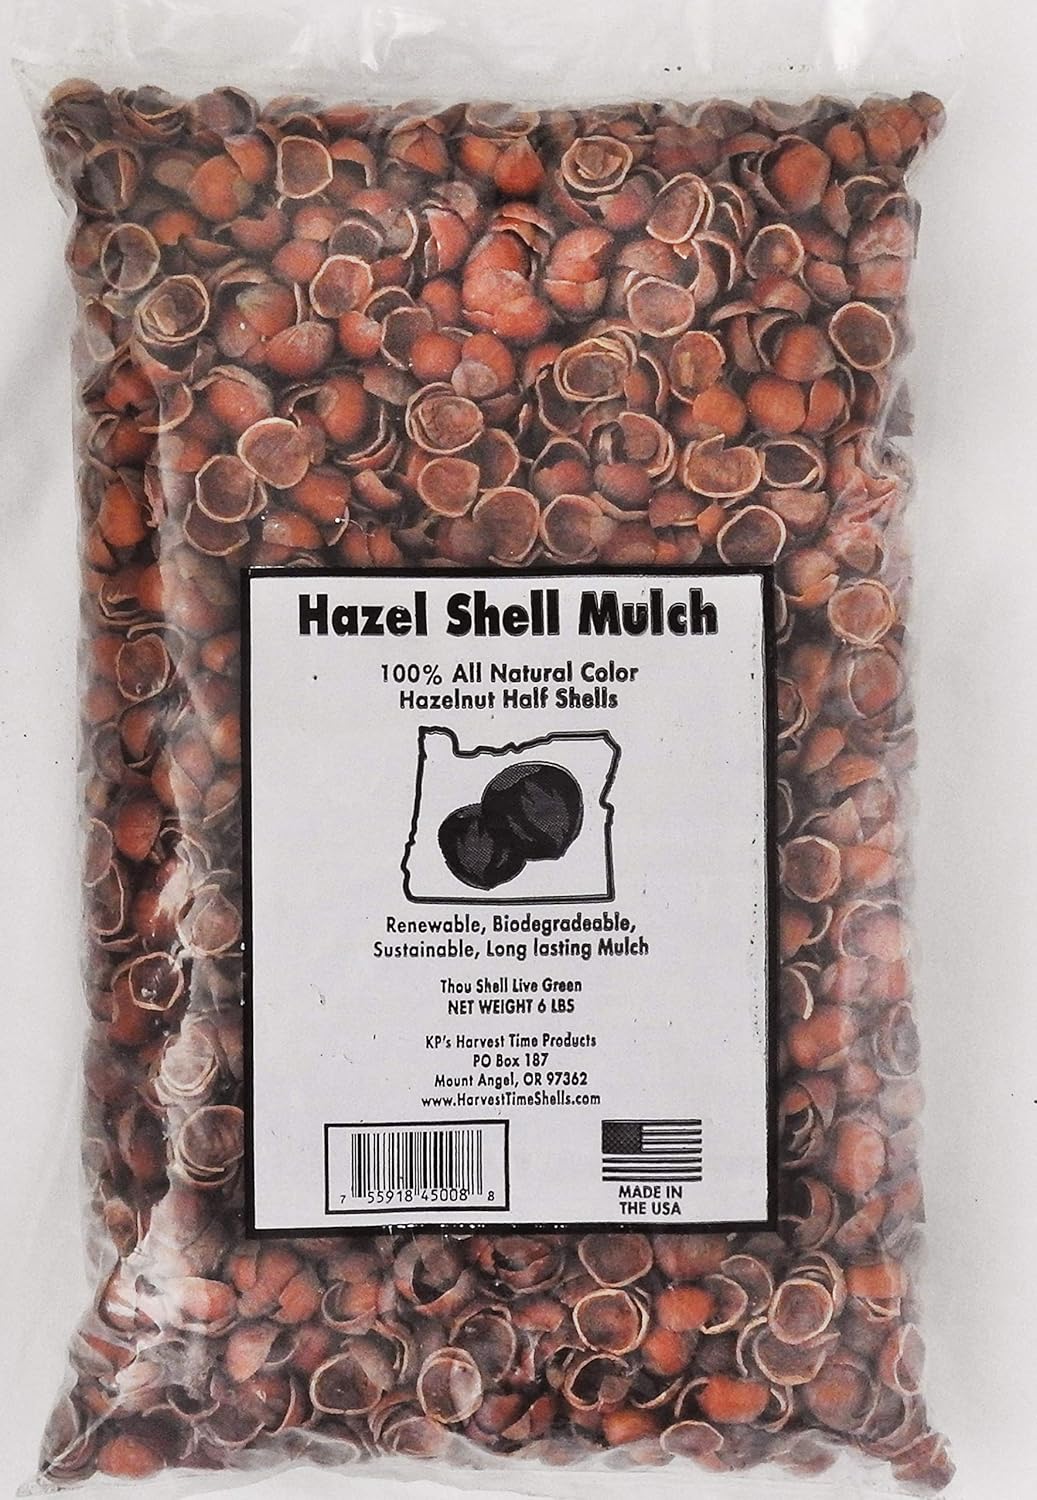 Hazel Shell Mulch
100% All Natural Color
Hazelnut Half Shells
Renewable, Biodegradeable,
Sustainable, Long lasting Mulch
Thou Shell Live Green
NET WEIGHT 6 LBS
KP's Harvest Time Products
PO Box 187
Mount Angel, OR 97362
www.HarvestTimeShells.com
7 55918 45008 8
MADE IN
THE USA